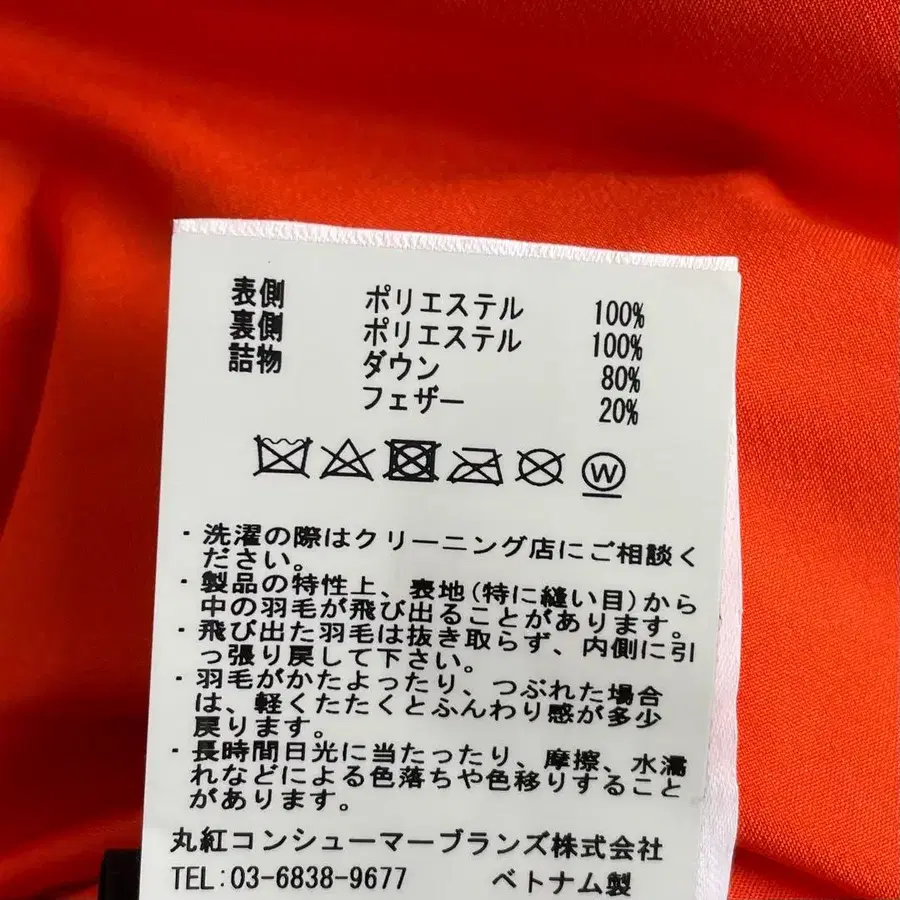 表側 ポリエステル 100%
裏側 ポリエステル 100%
詰物 ダウン 80%
フェザー 20%
W
・洗濯の際はクリーニング店にご相談く
ださい。
・製品の特性上、表地(特に縫い目)から
中の羽毛が飛び出ることがあります。
・飛び出た羽毛は抜き取らず、内側に引
っ張り戻して下さい。
・羽毛がかたよったり、つぶれた場合
は、軽くたたくとふんわり感が多少
戻ります。
・長時間日光に当たったり、摩擦、水濡
れなどによる色落ちや色移りすること
があります。
丸紅コンシューマーブランズ株式会社
TEL:03-6838-9677 ベトナム製